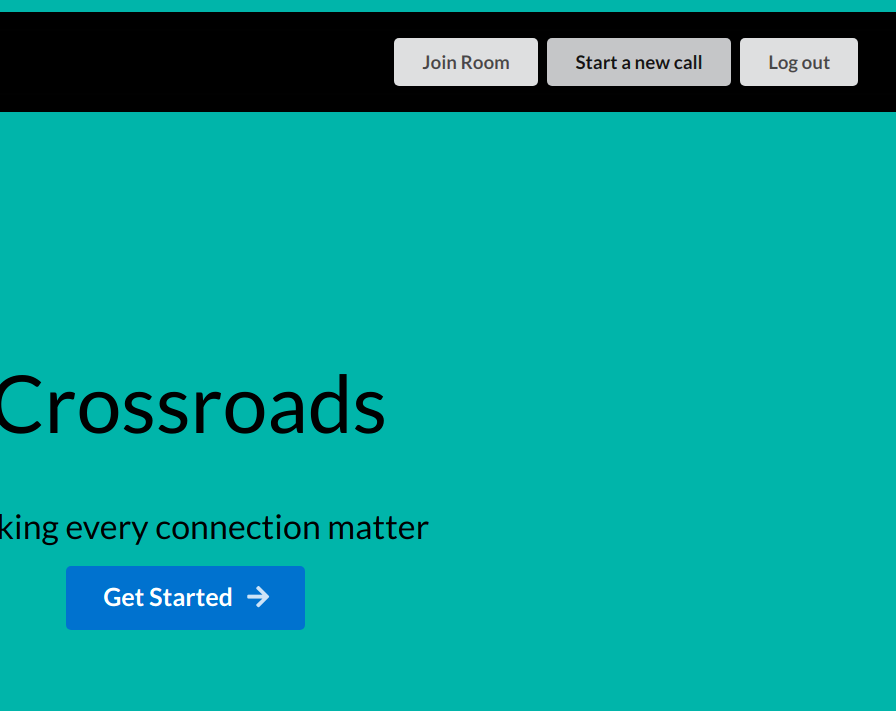 Join Room Start a new call Log out
Crossroads
king every connection matter
Get Started